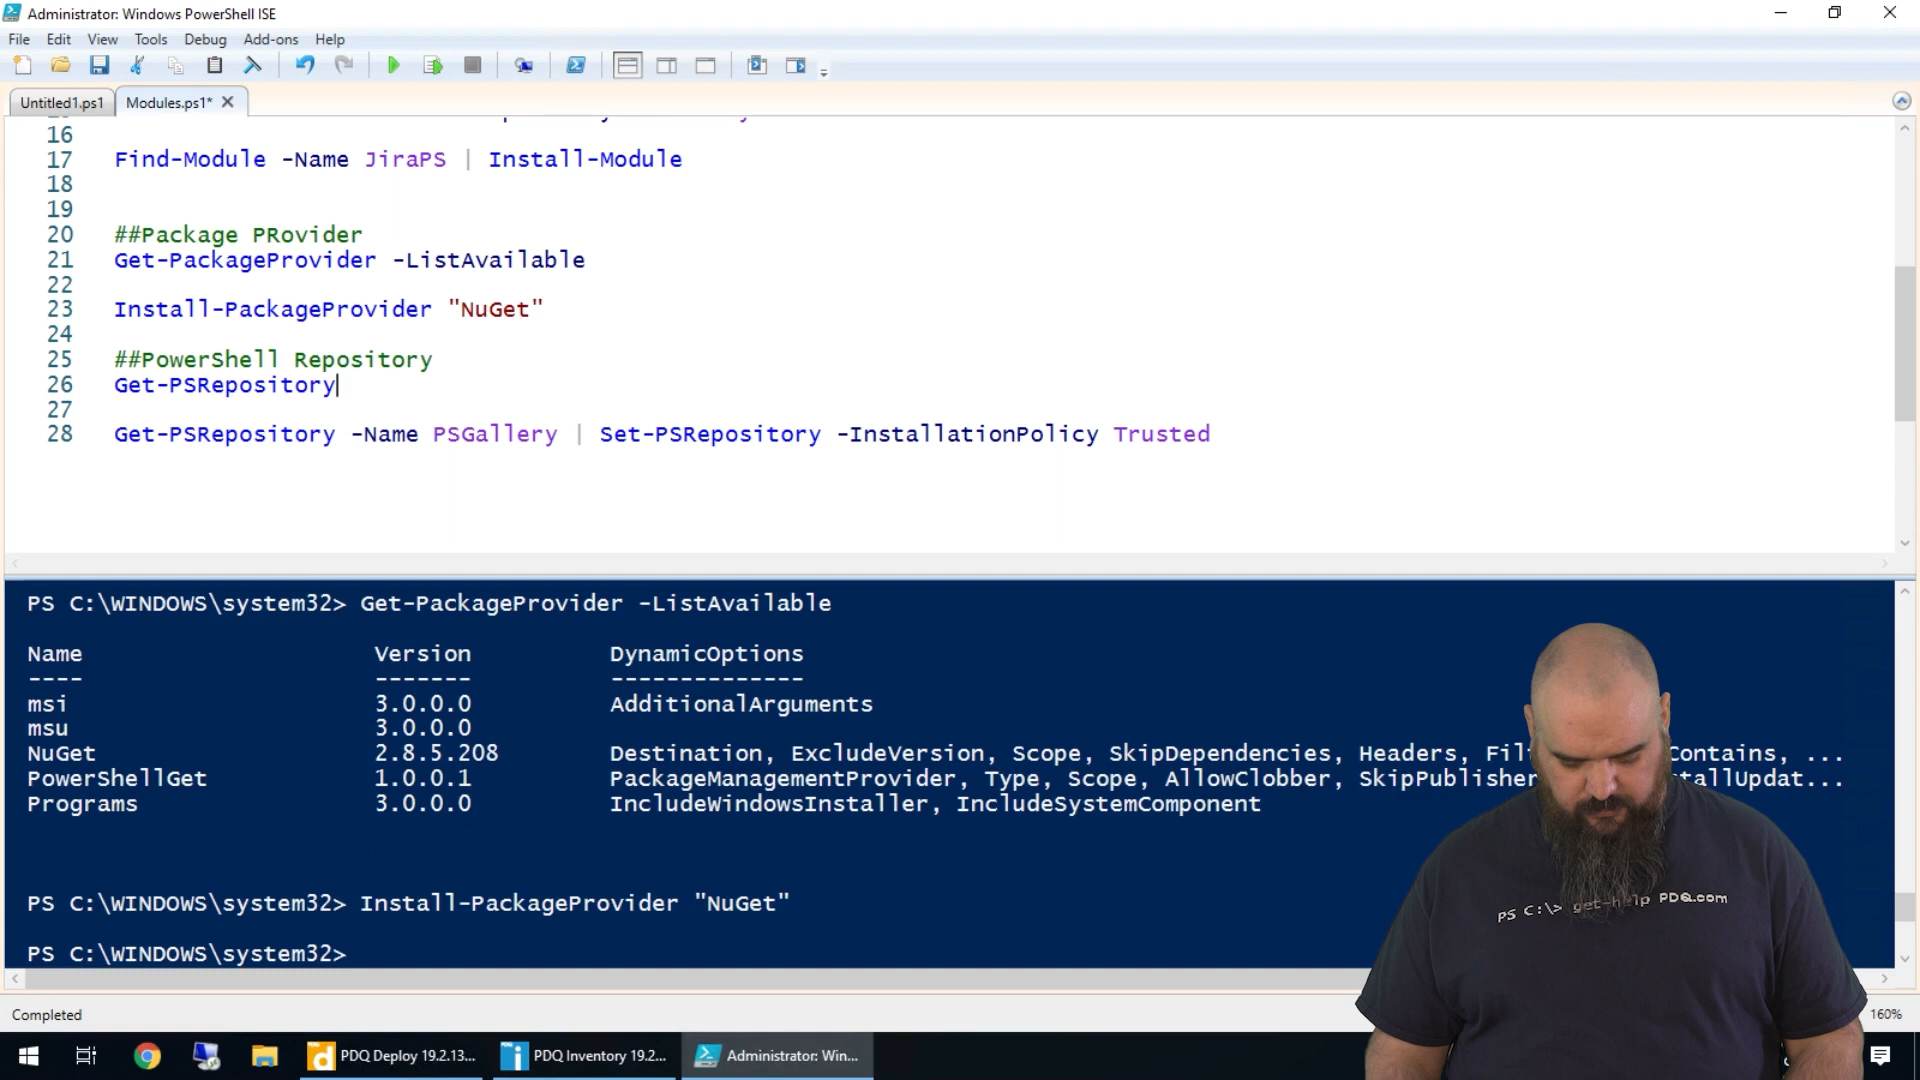 Administrator: Windows PowerShell ISE
File Edit View Tools Debug Add-ons Help
Untitled1.ps1 Modules.ps1*
16
17 Find-Module -Name JiraPS | Install-Module
18
19
20 ##Package PRovider
21 Get-PackageProvider -ListAvailable
22
23 Install-PackageProvider "NuGet"
24
25 ##PowerShell Repository
26 Get-PSRepository
27
28 Get-PSRepository -Name PSGallery | Set-PSRepository -InstallationPolicy Trusted
PS C:\WINDOWS\system32> Get-PackageProvider -ListAvailable
Name Version DynamicOptions
---- ------- --------------
msi 3.0.0.0 AdditionalArguments
msu 3.0.0.0
NuGet 2.8.5.208 Destination, ExcludeVersion, Scope, SkipDependencies, Headers, Contains, ...
PowerShellGet 1.0.0.1 PackageManagementProvider, Type, Scope, AllowClobber, SkipPublisher
Programs 3.0.0.0 IncludeWindowsInstaller, IncludeSystemComponent
PS C:\WINDOWS\system32> Install-PackageProvider "NuGet"
PS C:\> get-help PDQ.com
PS C:\WINDOWS\system32>
Completed
160%
PDQ Deploy 19.2.13... PDQ Inventory 19.2... Administrator: Win...